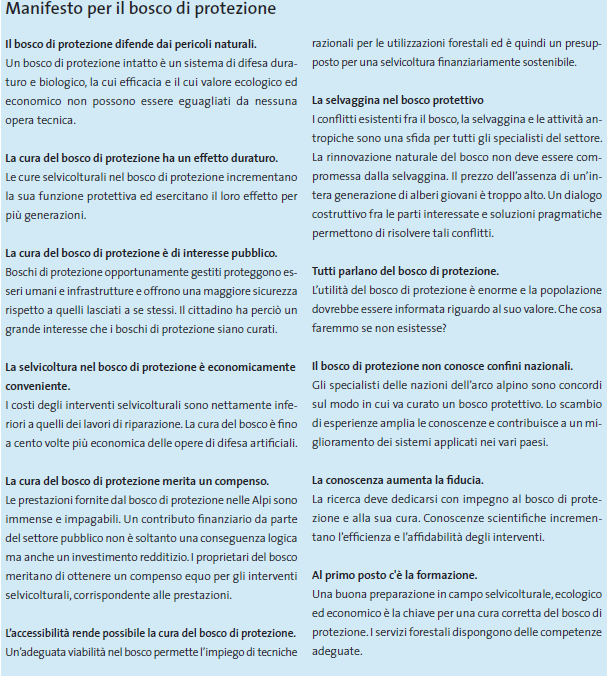 Manifesto per il bosco di protezione
Il bosco di protezione difende dai pericoli naturali.
Un bosco di protezione intatto è un sistema di difesa dura-
turo e biologico, la cui efficacia e il cui valore ecologico ed
economico non possono essere eguagliati da nessuna
opera tecnica.
La cura del bosco di protezione ha un effetto duraturo.
Le cure selvicolturali nel bosco di protezione incrementano
la sua funzione protettiva ed esercitano il loro effetto per
più generazioni.
La cura del bosco di protezione è di interesse pubblico.
Boschi di protezione opportunamente gestiti proteggono es-
seri umani e infrastrutture e offrono una maggiore sicurezza
rispetto a quelli lasciati a se stessi. Il cittadino ha perciò un
grande interesse che i boschi di protezione siano curati.
La selvicoltura nel bosco di protezione è economicamente
conveniente.
I costi degli interventi selvicolturali sono nettamente infe-
riori a quelli dei lavori di riparazione. La cura del bosco è fino
a cento volte più economica delle opere di difesa artificiali.
La cura del bosco di protezione merita un compenso.
Le prestazioni fornite dal bosco di protezione nelle Alpi sono
immense e impagabili. Un contributo finanziario da parte
del settore pubblico non è soltanto una conseguenza logica
ma anche un investimento redditizio. I proprietari del bosco
meritano di ottenere un compenso equo per gli interventi
selvicolturali, corrispondente alle prestazioni.
L'accessibilità rende possibile la cura del bosco di protezione.
Un'adeguata viabilità nel bosco permette l'impiego di tecniche
razionali per le utilizzazioni forestali ed è quindi un presup-
posto per una selvicoltura finanziariamente sostenibile.
La selvaggina nel bosco protettivo
I conflitti esistenti fra il bosco, la selvaggina e le attività an-
tropiche sono una sfida per tutti gli specialisti del settore.
La rinnovazione naturale del bosco non deve essere com-
promessa dalla selvaggina. Il prezzo dell'assenza di un'in-
tera generazione di alberi giovani è troppo alto. Un dialogo
costruttivo fra le parti interessate e soluzioni pragmatiche
permettono di risolvere tali conflitti.
Tutti parlano del bosco di protezione.
L'utilità del bosco di protezione è enorme e la popolazione
dovrebbe essere informata riguardo al suo valore. Che cosa
faremmo se non esistesse?
Il bosco di protezione non conosce confini nazionali.
Gli specialisti delle nazioni dell'arco alpino sono concordi
sul modo in cui va curato un bosco protettivo. Lo scambio
di esperienze amplia le conoscenze e contribuisce a un mi-
glioramento dei sistemi applicati nei vari paesi.
La conoscenza aumenta la fiducia.
La ricerca deve dedicarsi con impegno al bosco di prote-
zione e alla sua cura. Conoscenze scientifiche incremen-
tano l'efficienza e l'affidabilità degli interventi.
Al primo posto c'è la formazione.
Una buona preparazione in campo selvicolturale, ecologico
ed economico è la chiave per una cura corretta del bosco di
protezione. I servizi forestali dispongono delle competenze
adeguate.